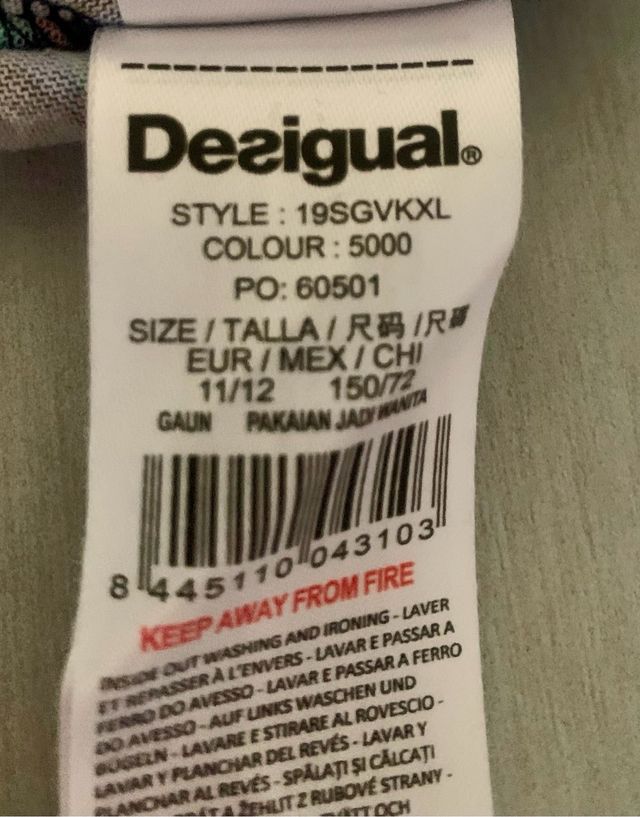 Desigual®
STYLE : 19SGVKXL
COLOUR : 5000
PO: 60501
SIZE / TALLA / 尺码 /尺碼
EUR / MEX / CHI
11/12 150/72
GAUN PAKAIAN JADI WANITA
8 445110 043103
KEEP AWAY FROM FIRE
INSIDE OUT WASHING AND IRONING - LAVER
ET REPASSER À L'ENVERS - LAVAR E PASSAR A
FERRO DO AVESSO - LAVAR E PASSAR A FERRO
DO AVESSO - AUF LINKS WASCHEN UND
BÜGELN - LAVARE E STIRARE AL ROVESCIO -
LAVAR Y PLANCHAR DEL REVÉS - LAVAR Y
PLANCHAR AL REVÉS - SPĂLAȚI ȘI CĂLCAȚI
A ŽEHLIT Z RUBOVÉ STRANY -
OCH